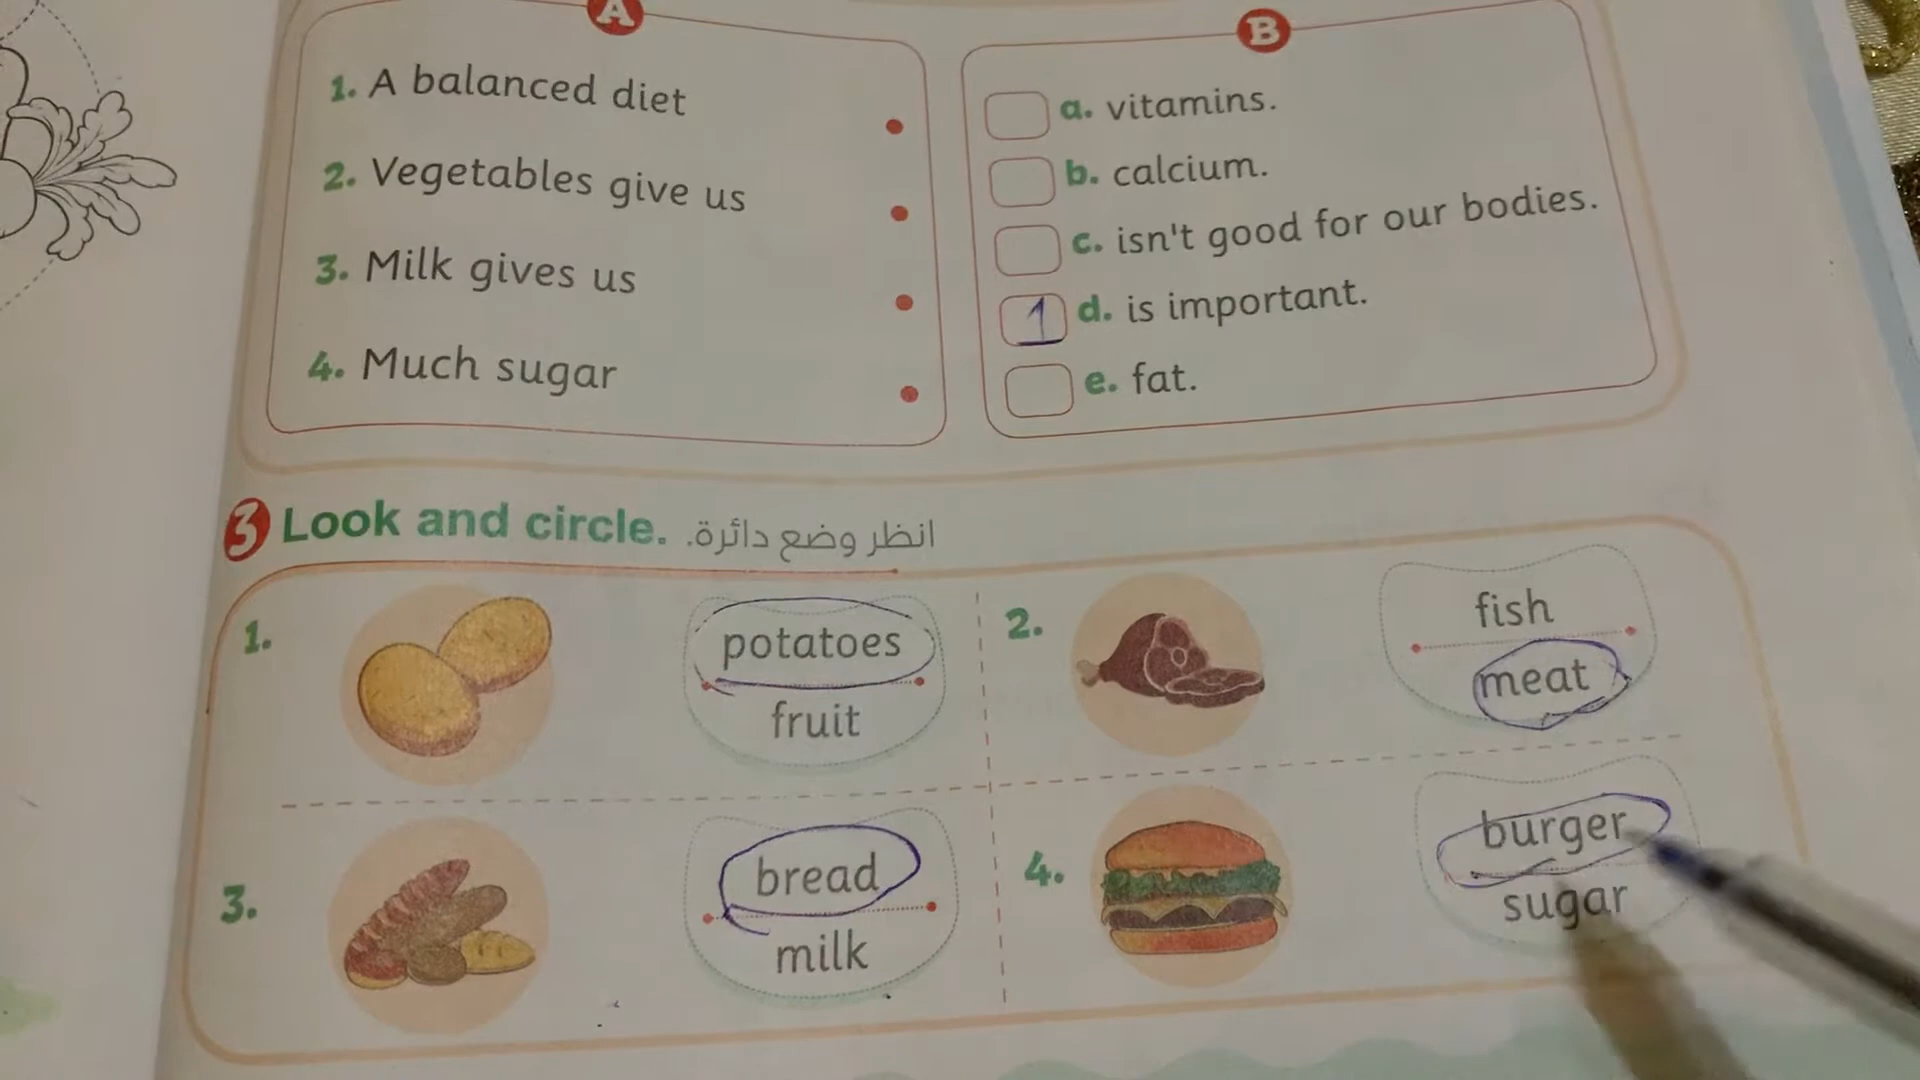 A
1. A balanced diet
2. Vegetables give us
3. Milk gives us
4. Much sugar
B
a. vitamins.
b. calcium.
c. isn't good for our bodies.
1 d. is important.
e. fat.
3 Look and circle. انظر وضع دائرة.
1.
potatoes
fruit
2.
fish
meat
3.
bread
milk
4.
burger
sugar